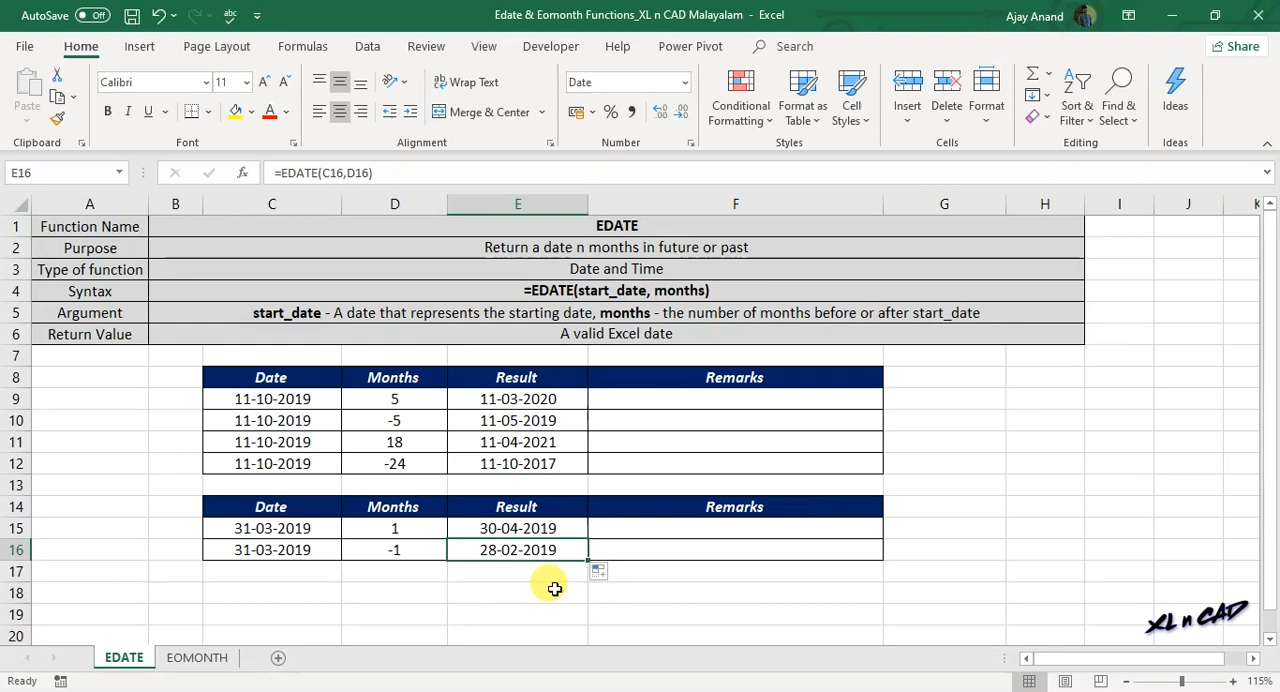 AutoSave Off
Edate & Eomonth Functions_XL n CAD Malayalam - Excel
Ajay Anand
File Home Insert Page Layout Formulas Data Review View Developer Help Power Pivot Search Share
Paste
Clipboard
Calibri 11
B I U A
Font
ab Wrap Text
Merge & Center
Alignment
Date
% ,
Number
Conditional Formatting
Format as Table
Cell Styles
Styles
Insert Delete Format
Cells
Sort & Filter
Find & Select
Editing
Ideas
Ideas
E16 fx =EDATE(C16,D16)
A B C D E F G H I J K
1 Function Name EDATE
2 Purpose Return a date n months in future or past
3 Type of function Date and Time
4 Syntax =EDATE(start_date, months)
5 Argument start_date - A date that represents the starting date, months - the number of months before or after start_date
6 Return Value A valid Excel date
7
8 Date Months Result Remarks
9 11-10-2019 5 11-03-2020
10 11-10-2019 -5 11-05-2019
11 11-10-2019 18 11-04-2021
12 11-10-2019 -24 11-10-2017
13
14 Date Months Result Remarks
15 31-03-2019 1 30-04-2019
16 31-03-2019 -1 28-02-2019
17
18
19
20
XL n CAD
EDATE EOMONTH
Ready 115%